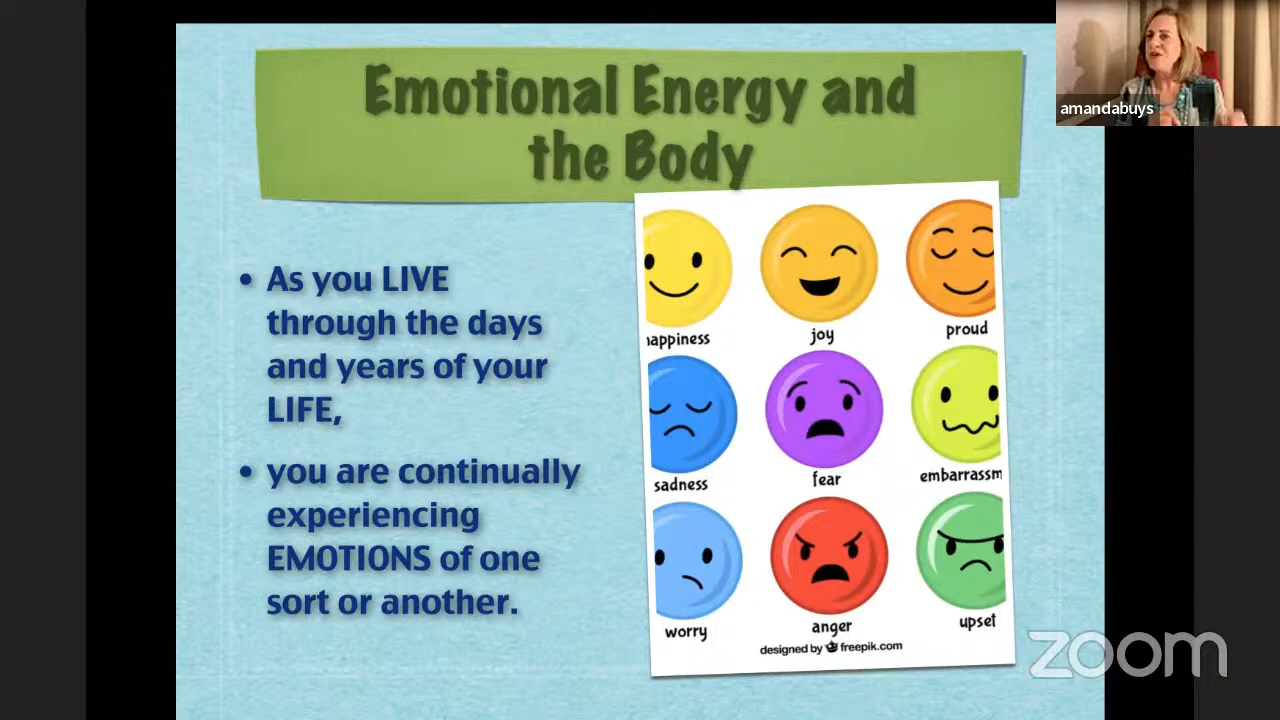 Emotional Energy and
the Body
amandabuys
• As you LIVE
through the days
and years of your
LIFE,
• you are continually
experiencing
EMOTIONS of one
sort or another.
appiness
joy
proud
sadness
fear
embarrassm
worry
anger
upset
designed by freepik.com
zoom